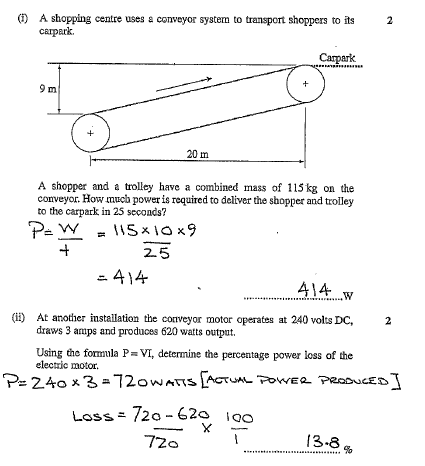 (i) A shopping centre uses a conveyor system to transport shoppers to its 2
carpark.
Carpark
9 m
20 m
A shopper and a trolley have a combined mass of 115 kg on the
conveyor. How much power is required to deliver the shopper and trolley
to the carpark in 25 seconds?
P= W/t = 115 x 10 x 9 / 25
= 414
414 W
(ii) At another installation the conveyor motor operates at 240 volts DC, 2
draws 3 amps and produces 620 watts output.
Using the formula P = VI, determine the percentage power loss of the
electric motor.
P= 240 x 3 = 720 WATTS [ACTUAL POWER PRODUCED]
LOSS = 720 - 620 / 720 x 100 / 1
13.8 %